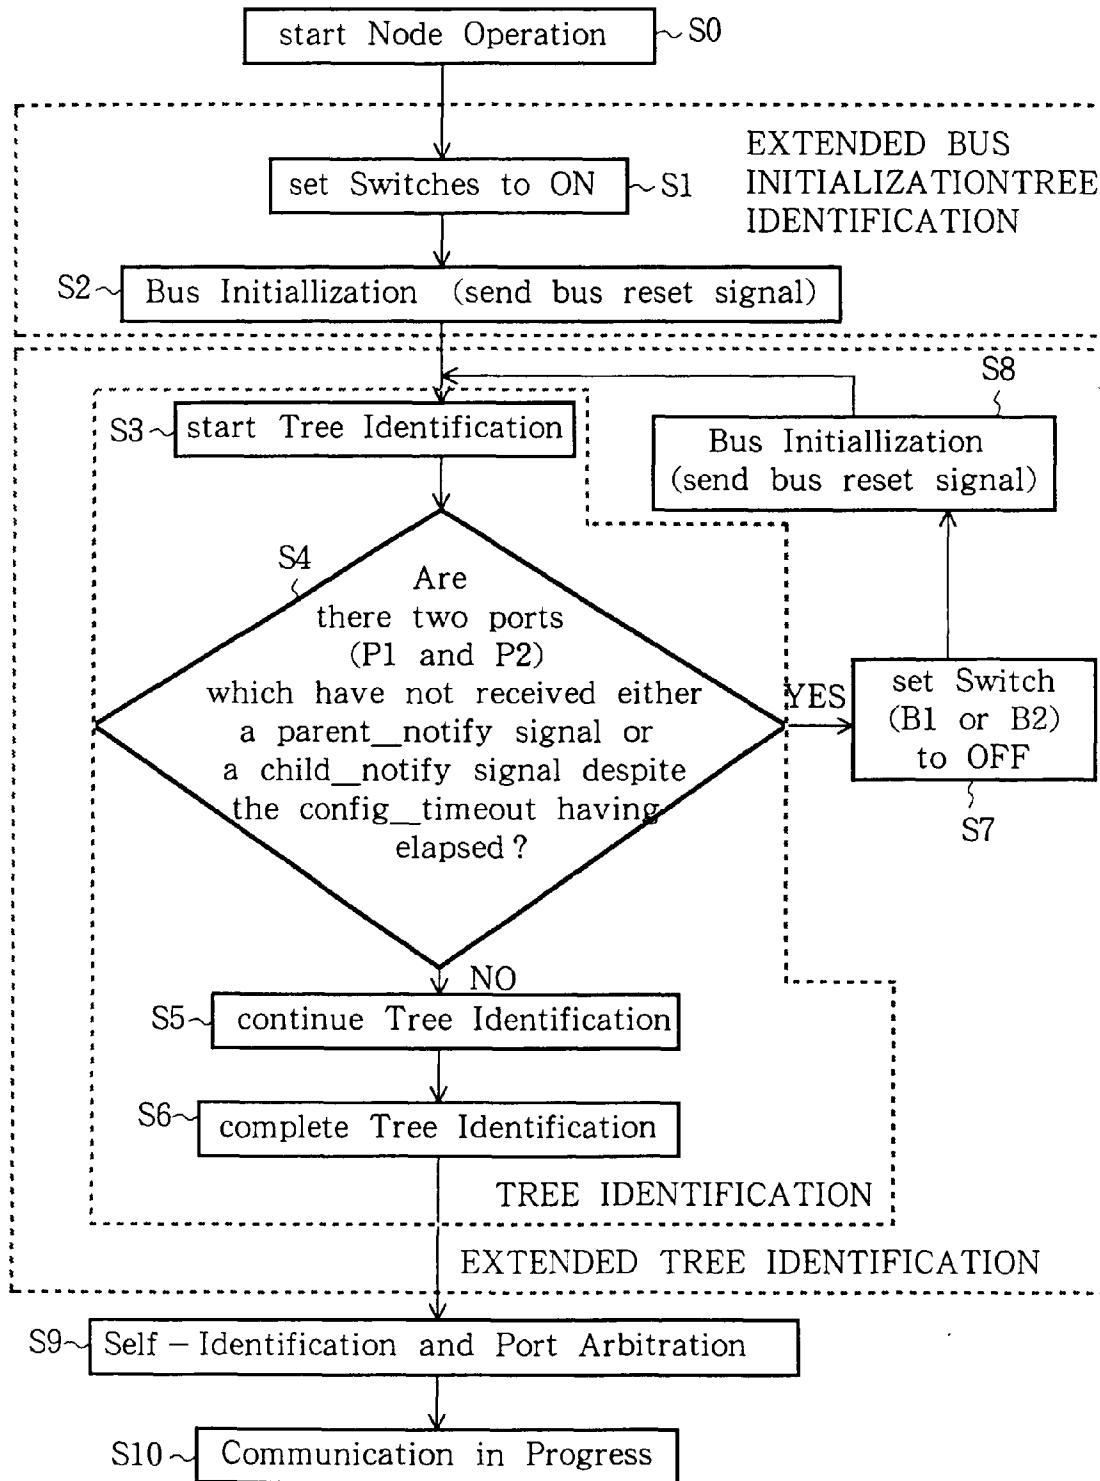 start Node Operation
S0
EXTENDED BUS
INITIALIZATIONTREE
IDENTIFICATION
set Switches to ON
S1
S2
Bus Initiallization (send bus reset signal)
S8
S3
start Tree Identification
Bus Initiallization
(send bus reset signal)
S4
Are
there two ports
(P1 and P2)
which have not received either
a parent__notify signal or
a child__notify signal despite
the config__timeout having
elapsed?
YES
set Switch
(B1 or B2)
to OFF
S7
NO
S5
continue Tree Identification
S6
complete Tree Identification
TREE IDENTIFICATION
EXTENDED TREE IDENTIFICATION
S9
Self-Identification and Port Arbitration
S10
Communication in Progress